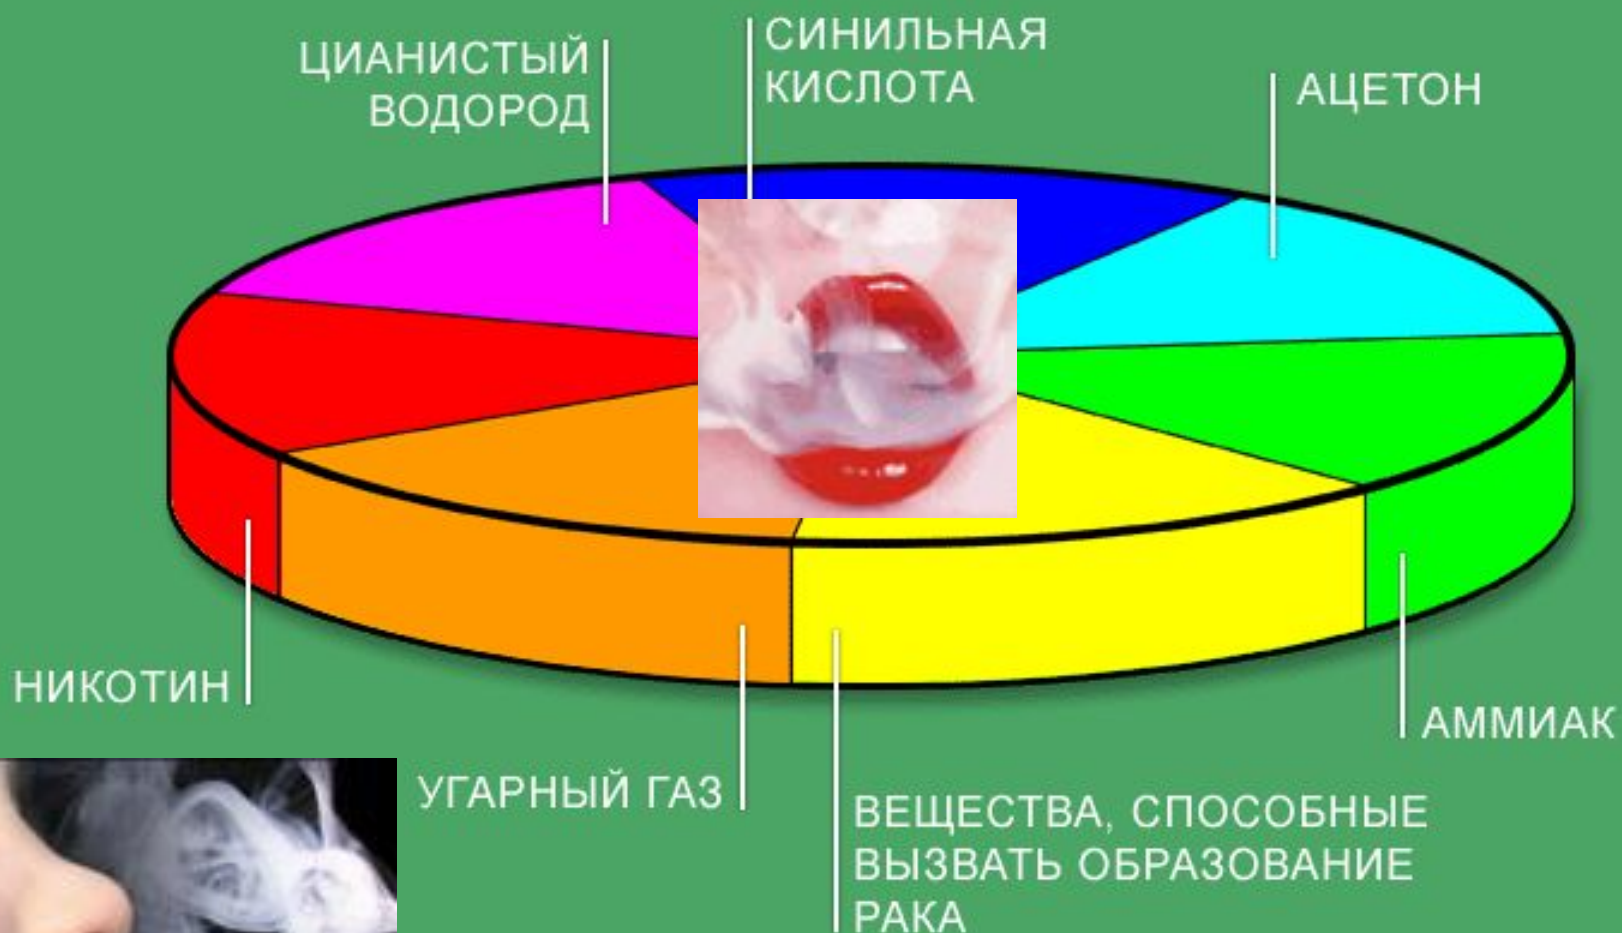 ЦИАНИСТЫЙ
ВОДОРОД
СИНИЛЬНАЯ
КИСЛОТА
АЦЕТОН
НИКОТИН
УГАРНЫЙ ГАЗ
ВЕЩЕСТВА, СПОСОБНЫЕ
ВЫЗВАТЬ ОБРАЗОВАНИЕ
РАКА
АММИАК